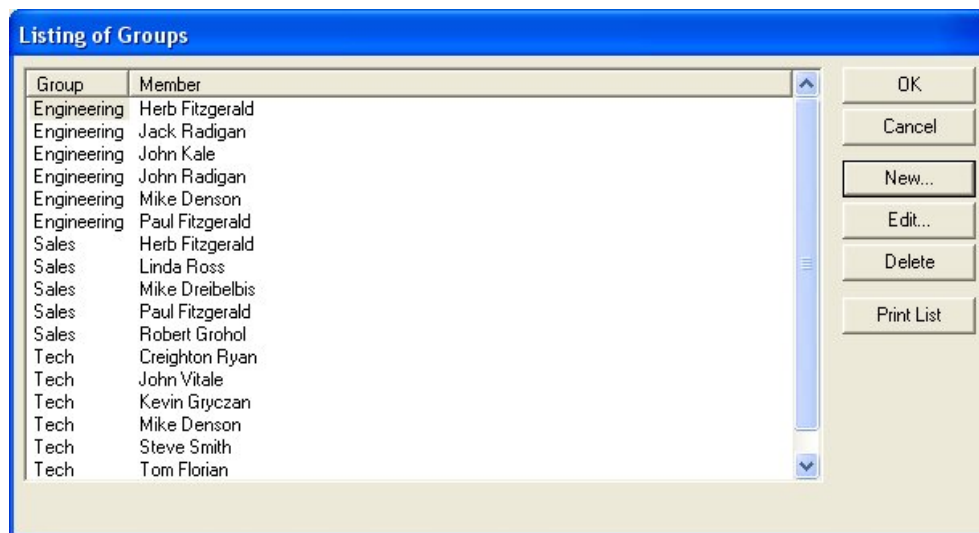 Listing of Groups
Group Member
Engineering Herb Fitzgerald
Engineering Jack Radigan
Engineering John Kale
Engineering John Radigan
Engineering Mike Denson
Engineering Paul Fitzgerald
Sales Herb Fitzgerald
Sales Linda Ross
Sales Mike Dreibelbis
Sales Paul Fitzgerald
Sales Robert Grohol
Tech Creighton Ryan
Tech John Vitale
Tech Kevin Gryczan
Tech Mike Denson
Tech Steve Smith
Tech Tom Florian
OK
Cancel
New...
Edit...
Delete
Print List